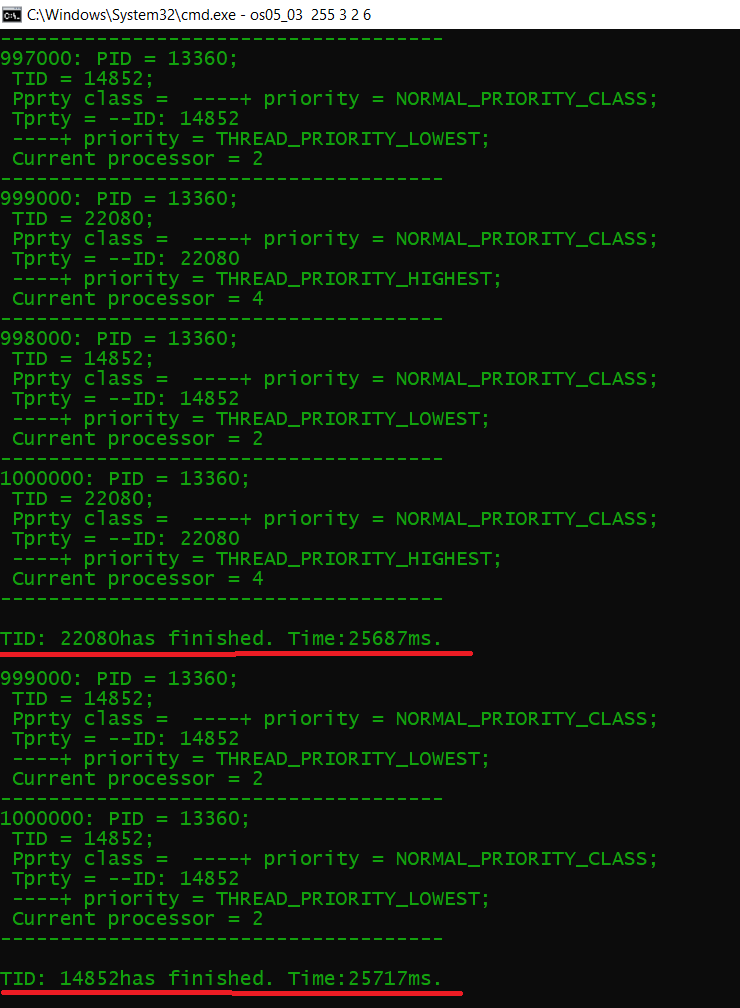 C:\Windows\System32\cmd.exe - os05_03  255 3 2 6
-------------------------------------
997000: PID = 13360;
 TID = 14852;
 Pprty class =  ----+ priority = NORMAL_PRIORITY_CLASS;
 Tprty = --ID: 14852
 ----+ priority = THREAD_PRIORITY_LOWEST;
 Current processor = 2
-------------------------------------
999000: PID = 13360;
 TID = 22080;
 Pprty class =  ----+ priority = NORMAL_PRIORITY_CLASS;
 Tprty = --ID: 22080
 ----+ priority = THREAD_PRIORITY_HIGHEST;
 Current processor = 4
-------------------------------------
998000: PID = 13360;
 TID = 14852;
 Pprty class =  ----+ priority = NORMAL_PRIORITY_CLASS;
 Tprty = --ID: 14852
 ----+ priority = THREAD_PRIORITY_LOWEST;
 Current processor = 2
-------------------------------------
1000000: PID = 13360;
 TID = 22080;
 Pprty class =  ----+ priority = NORMAL_PRIORITY_CLASS;
 Tprty = --ID: 22080
 ----+ priority = THREAD_PRIORITY_HIGHEST;
 Current processor = 4
-------------------------------------
TID: 22080has finished. Time:25687ms.
999000: PID = 13360;
 TID = 14852;
 Pprty class =  ----+ priority = NORMAL_PRIORITY_CLASS;
 Tprty = --ID: 14852
 ----+ priority = THREAD_PRIORITY_LOWEST;
 Current processor = 2
-------------------------------------
1000000: PID = 13360;
 TID = 14852;
 Pprty class =  ----+ priority = NORMAL_PRIORITY_CLASS;
 Tprty = --ID: 14852
 ----+ priority = THREAD_PRIORITY_LOWEST;
 Current processor = 2
-------------------------------------
TID: 14852has finished. Time:25717ms.